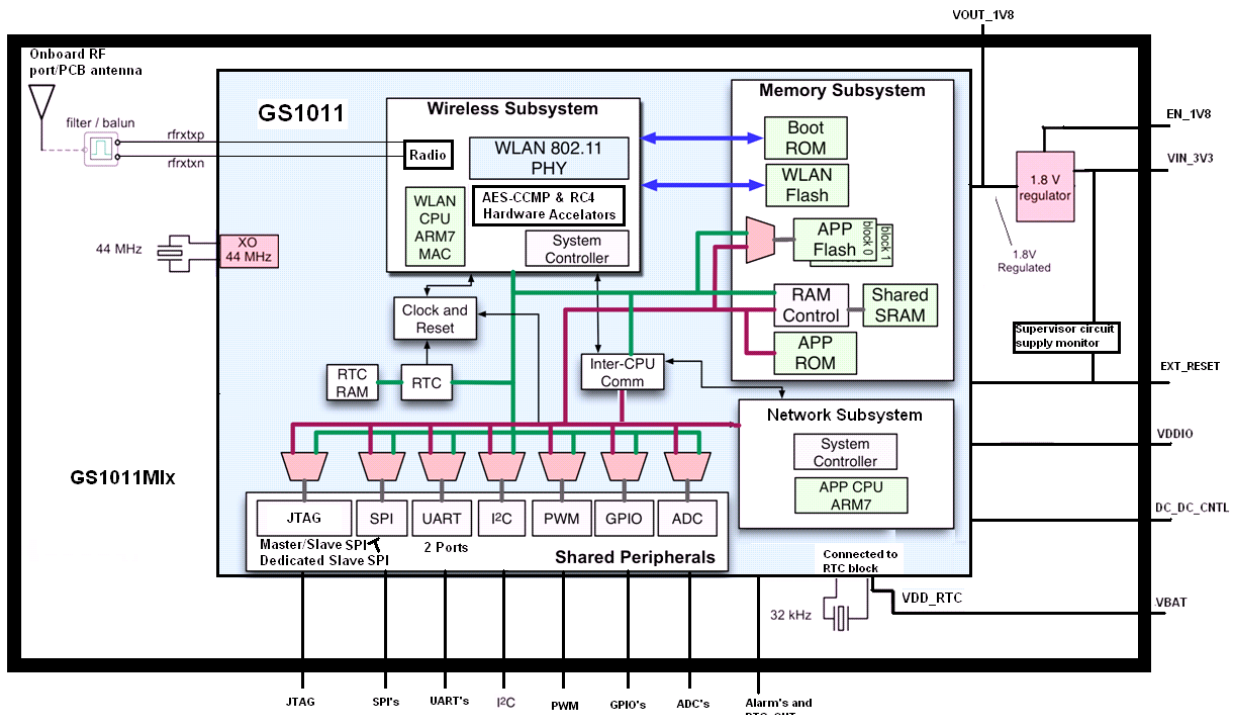 VOUT_1V8
Onboard RF
port/PCB antenna
filter / balun
rfrxtxp
rfrxtxn
GS1011
Wireless Subsystem
Radio
WLAN 802.11
PHY
WLAN
CPU
ARM7
MAC
AES-CCMP & RC4
Hardware Accelators
System
Controller
Memory Subsystem
Boot
ROM
WLAN
Flash
APP
Flash
block 0
block 1
RAM
Control
Shared
SRAM
APP
ROM
EN_1V8
VIN_3V3
1.8 V
regulator
1.8V
Regulated
Supervisor circuit
supply monitor
EXT_RESET
VDDIO
DC_DC_CNTL
VBAT
44 MHz
XO
44 MHz
Clock and
Reset
RTC
RAM
RTC
Inter-CPU
Comm
Network Subsystem
System
Controller
APP CPU
ARM7
GS1011MIx
JTAG
SPI
UART
I²C
PWM
GPIO
ADC
Master/Slave SPI
Dedicated Slave SPI
2 Ports
Shared Peripherals
Connected to
RTC block
VDD_RTC
32 kHz
JTAG
SPI's
UART's
I²C
PWM
GPIO's
ADC's
Alarm's and